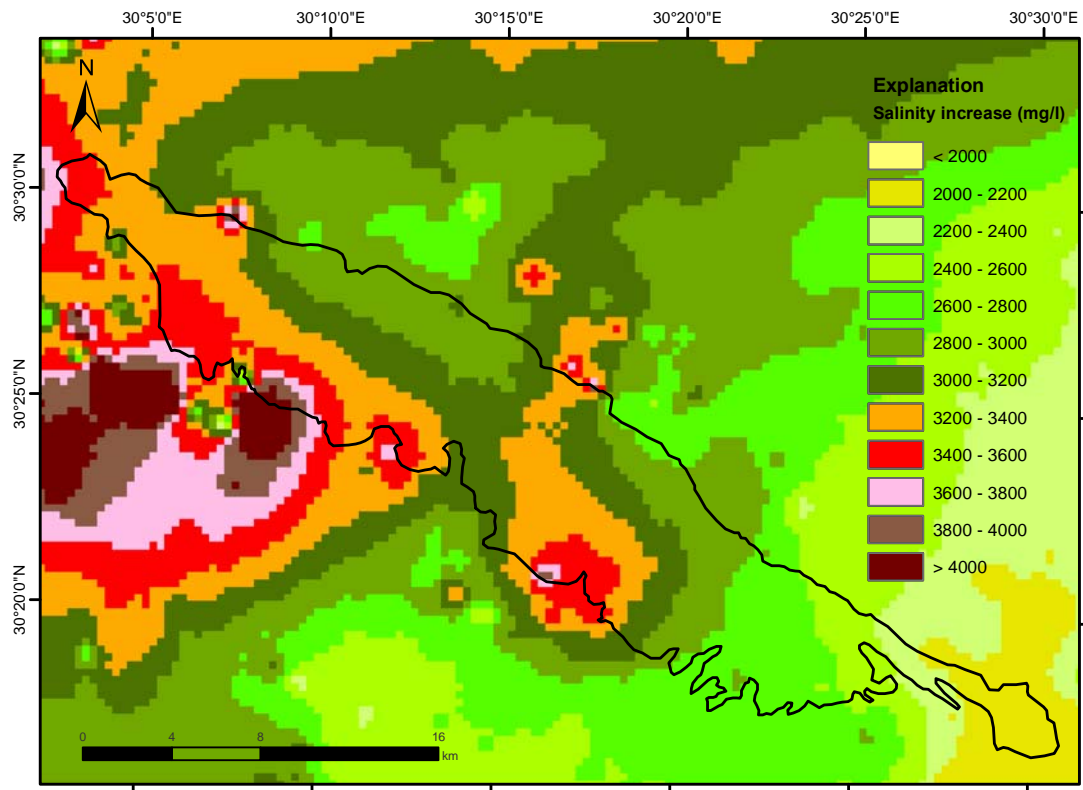 30°5'0"E 30°10'0"E 30°15'0"E 30°20'0"E 30°25'0"E 30°30'0"E
N
Explanation
Salinity increase (mg/l)
< 2000
2000 - 2200
2200 - 2400
2400 - 2600
2600 - 2800
2800 - 3000
3000 - 3200
3200 - 3400
3400 - 3600
3600 - 3800
3800 - 4000
> 4000
30°30'0"N
30°25'0"N
30°20'0"N
0 4 8 16
km